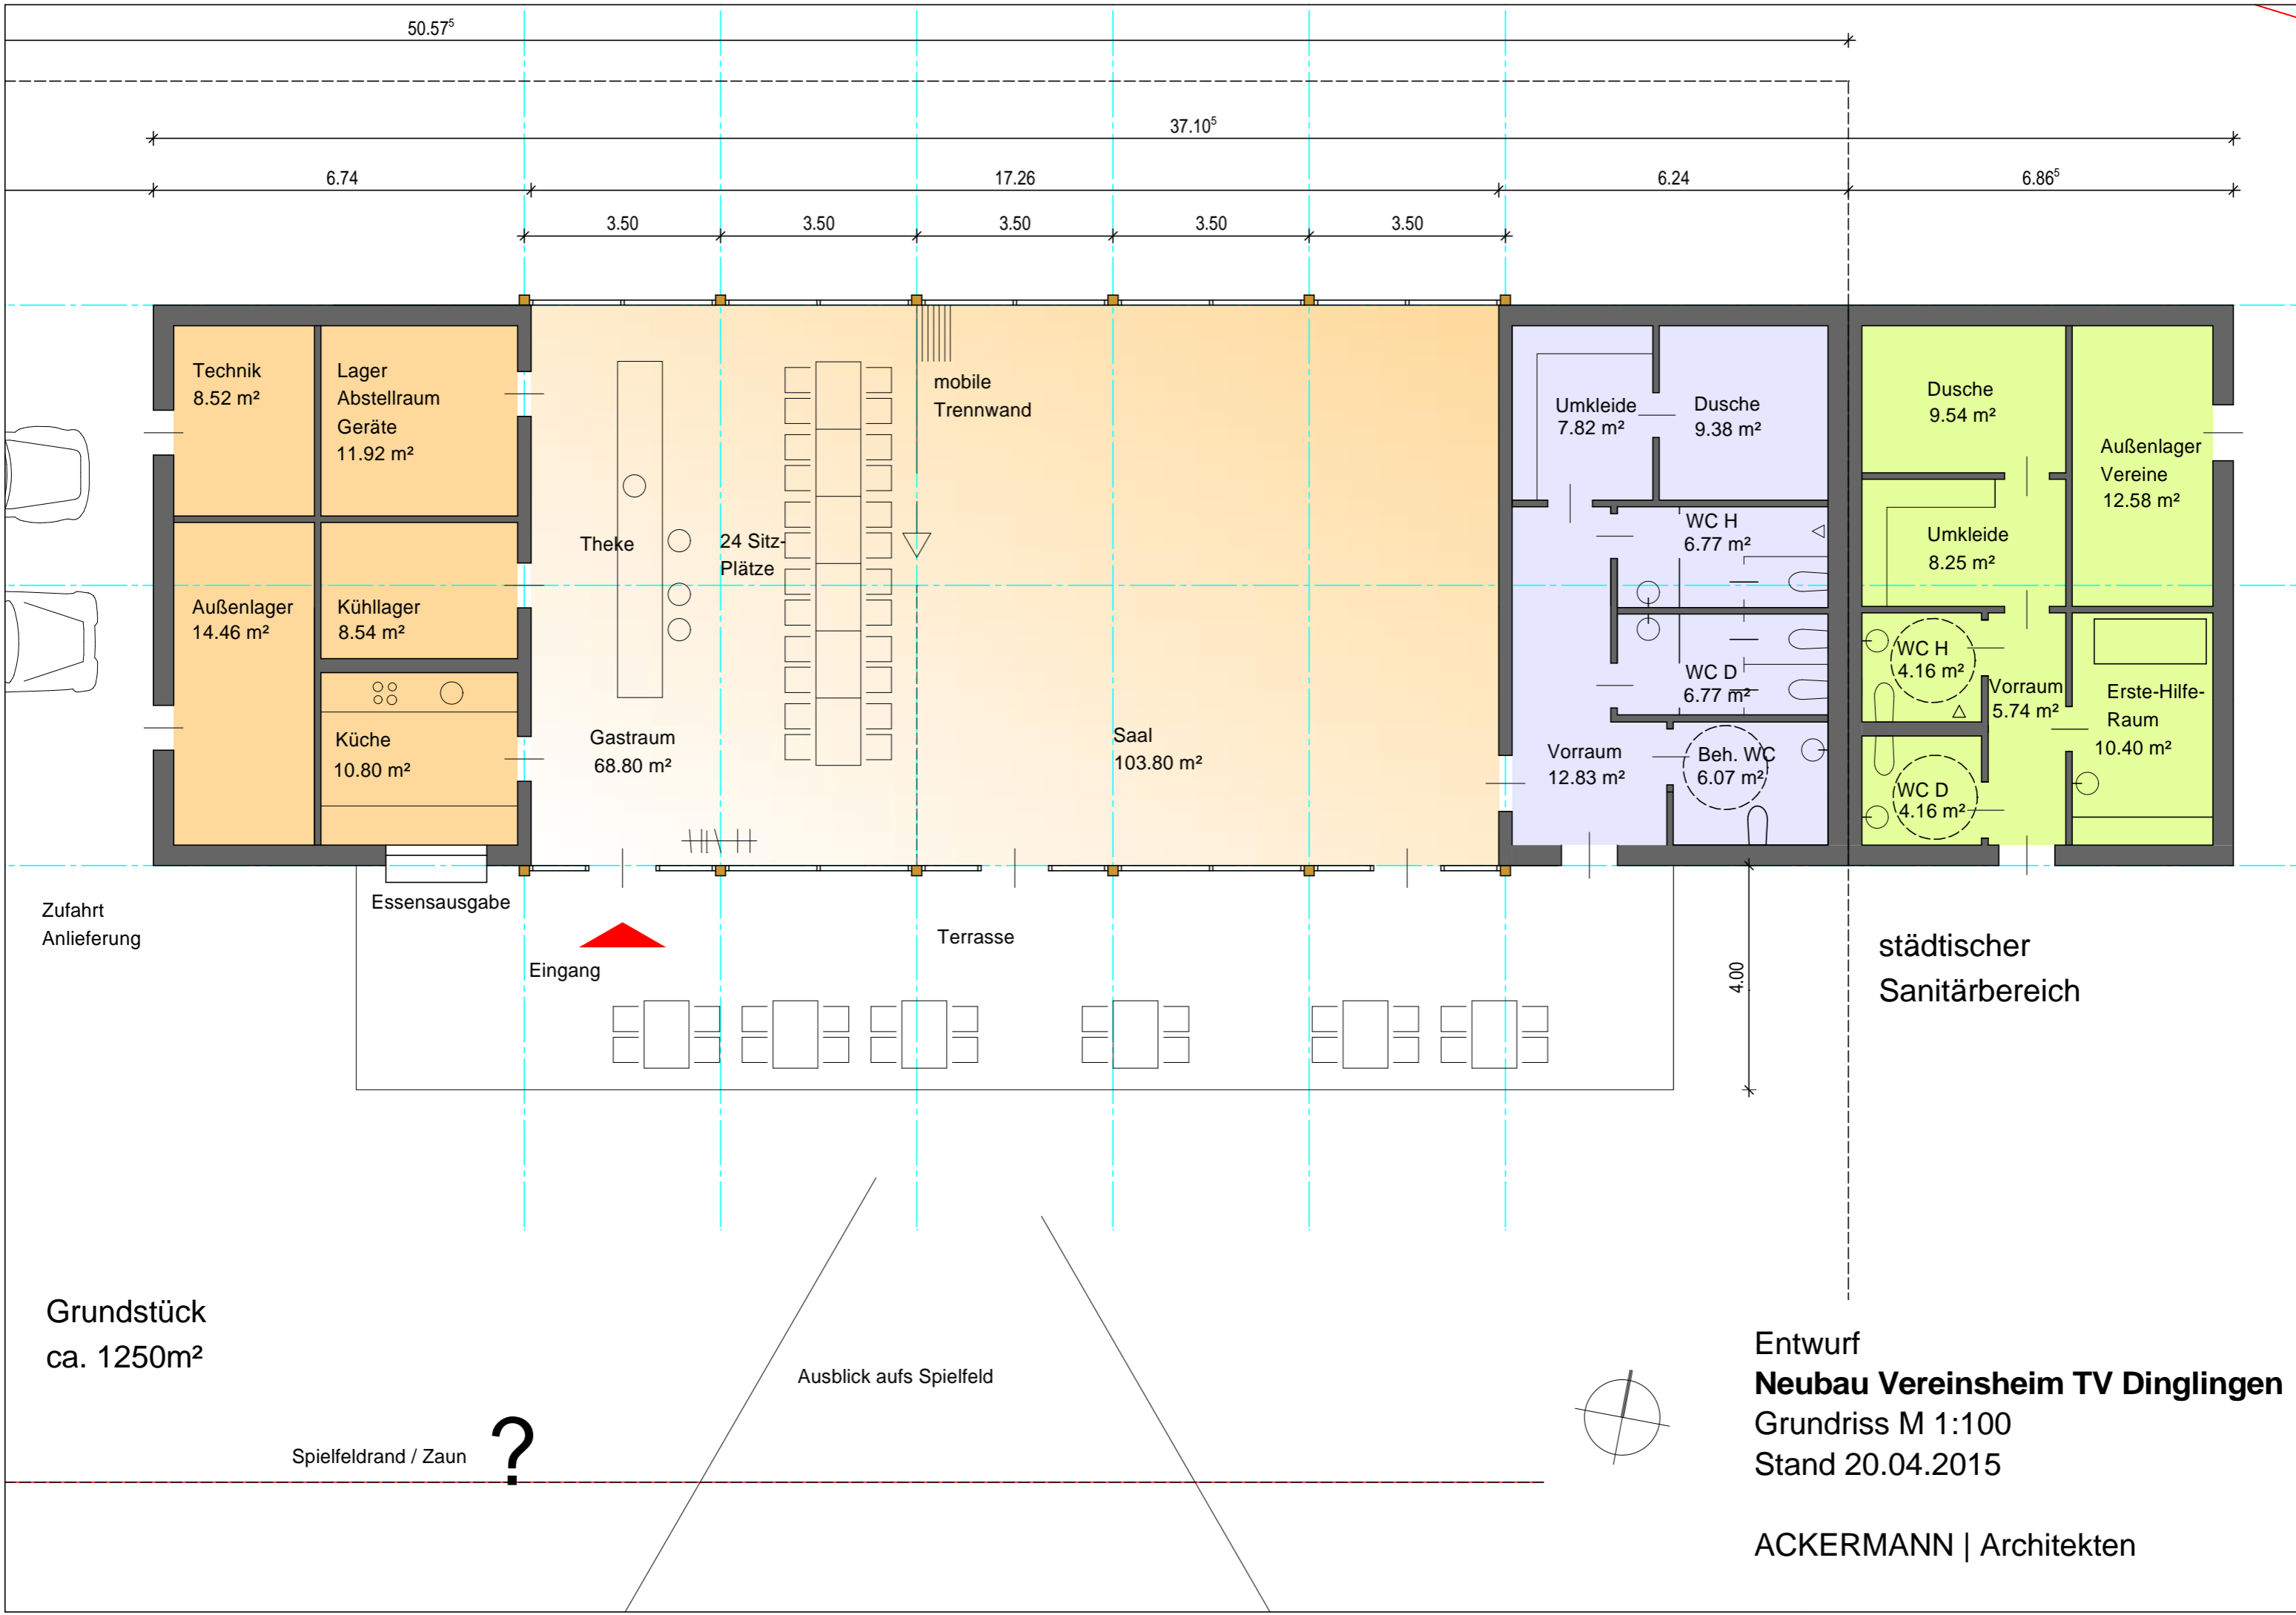 50.57⁵
37.10⁵
6.74
17.26
6.24
6.86⁵
3.50
3.50
3.50
3.50
3.50
Technik
8.52 m²
Lager
Abstellraum
Geräte
11.92 m²
mobile
Trennwand
Umkleide
7.82 m²
Dusche
9.38 m²
Dusche
9.54 m²
Außenlager
Vereine
12.58 m²
Theke
24 Sitz-
Plätze
WC H
6.77 m²
Umkleide
8.25 m²
Außenlager
14.46 m²
Kühllager
8.54 m²
WC D
6.77 m²
WC H
4.16 m²
Vorraum
5.74 m²
Erste-Hilfe-
Raum
10.40 m²
Küche
10.80 m²
Gastraum
68.80 m²
Saal
103.80 m²
Vorraum
12.83 m²
Beh. WC
6.07 m²
WC D
4.16 m²
Essensausgabe
Zufahrt
Anlieferung
Eingang
Terrasse
4.00
städtischer
Sanitärbereich
Grundstück
ca. 1250m²
Ausblick aufs Spielfeld
Spielfeldrand / Zaun
?
Entwurf
Neubau Vereinsheim TV Dinglingen
Grundriss M 1:100
Stand 20.04.2015
ACKERMANN | Architekten